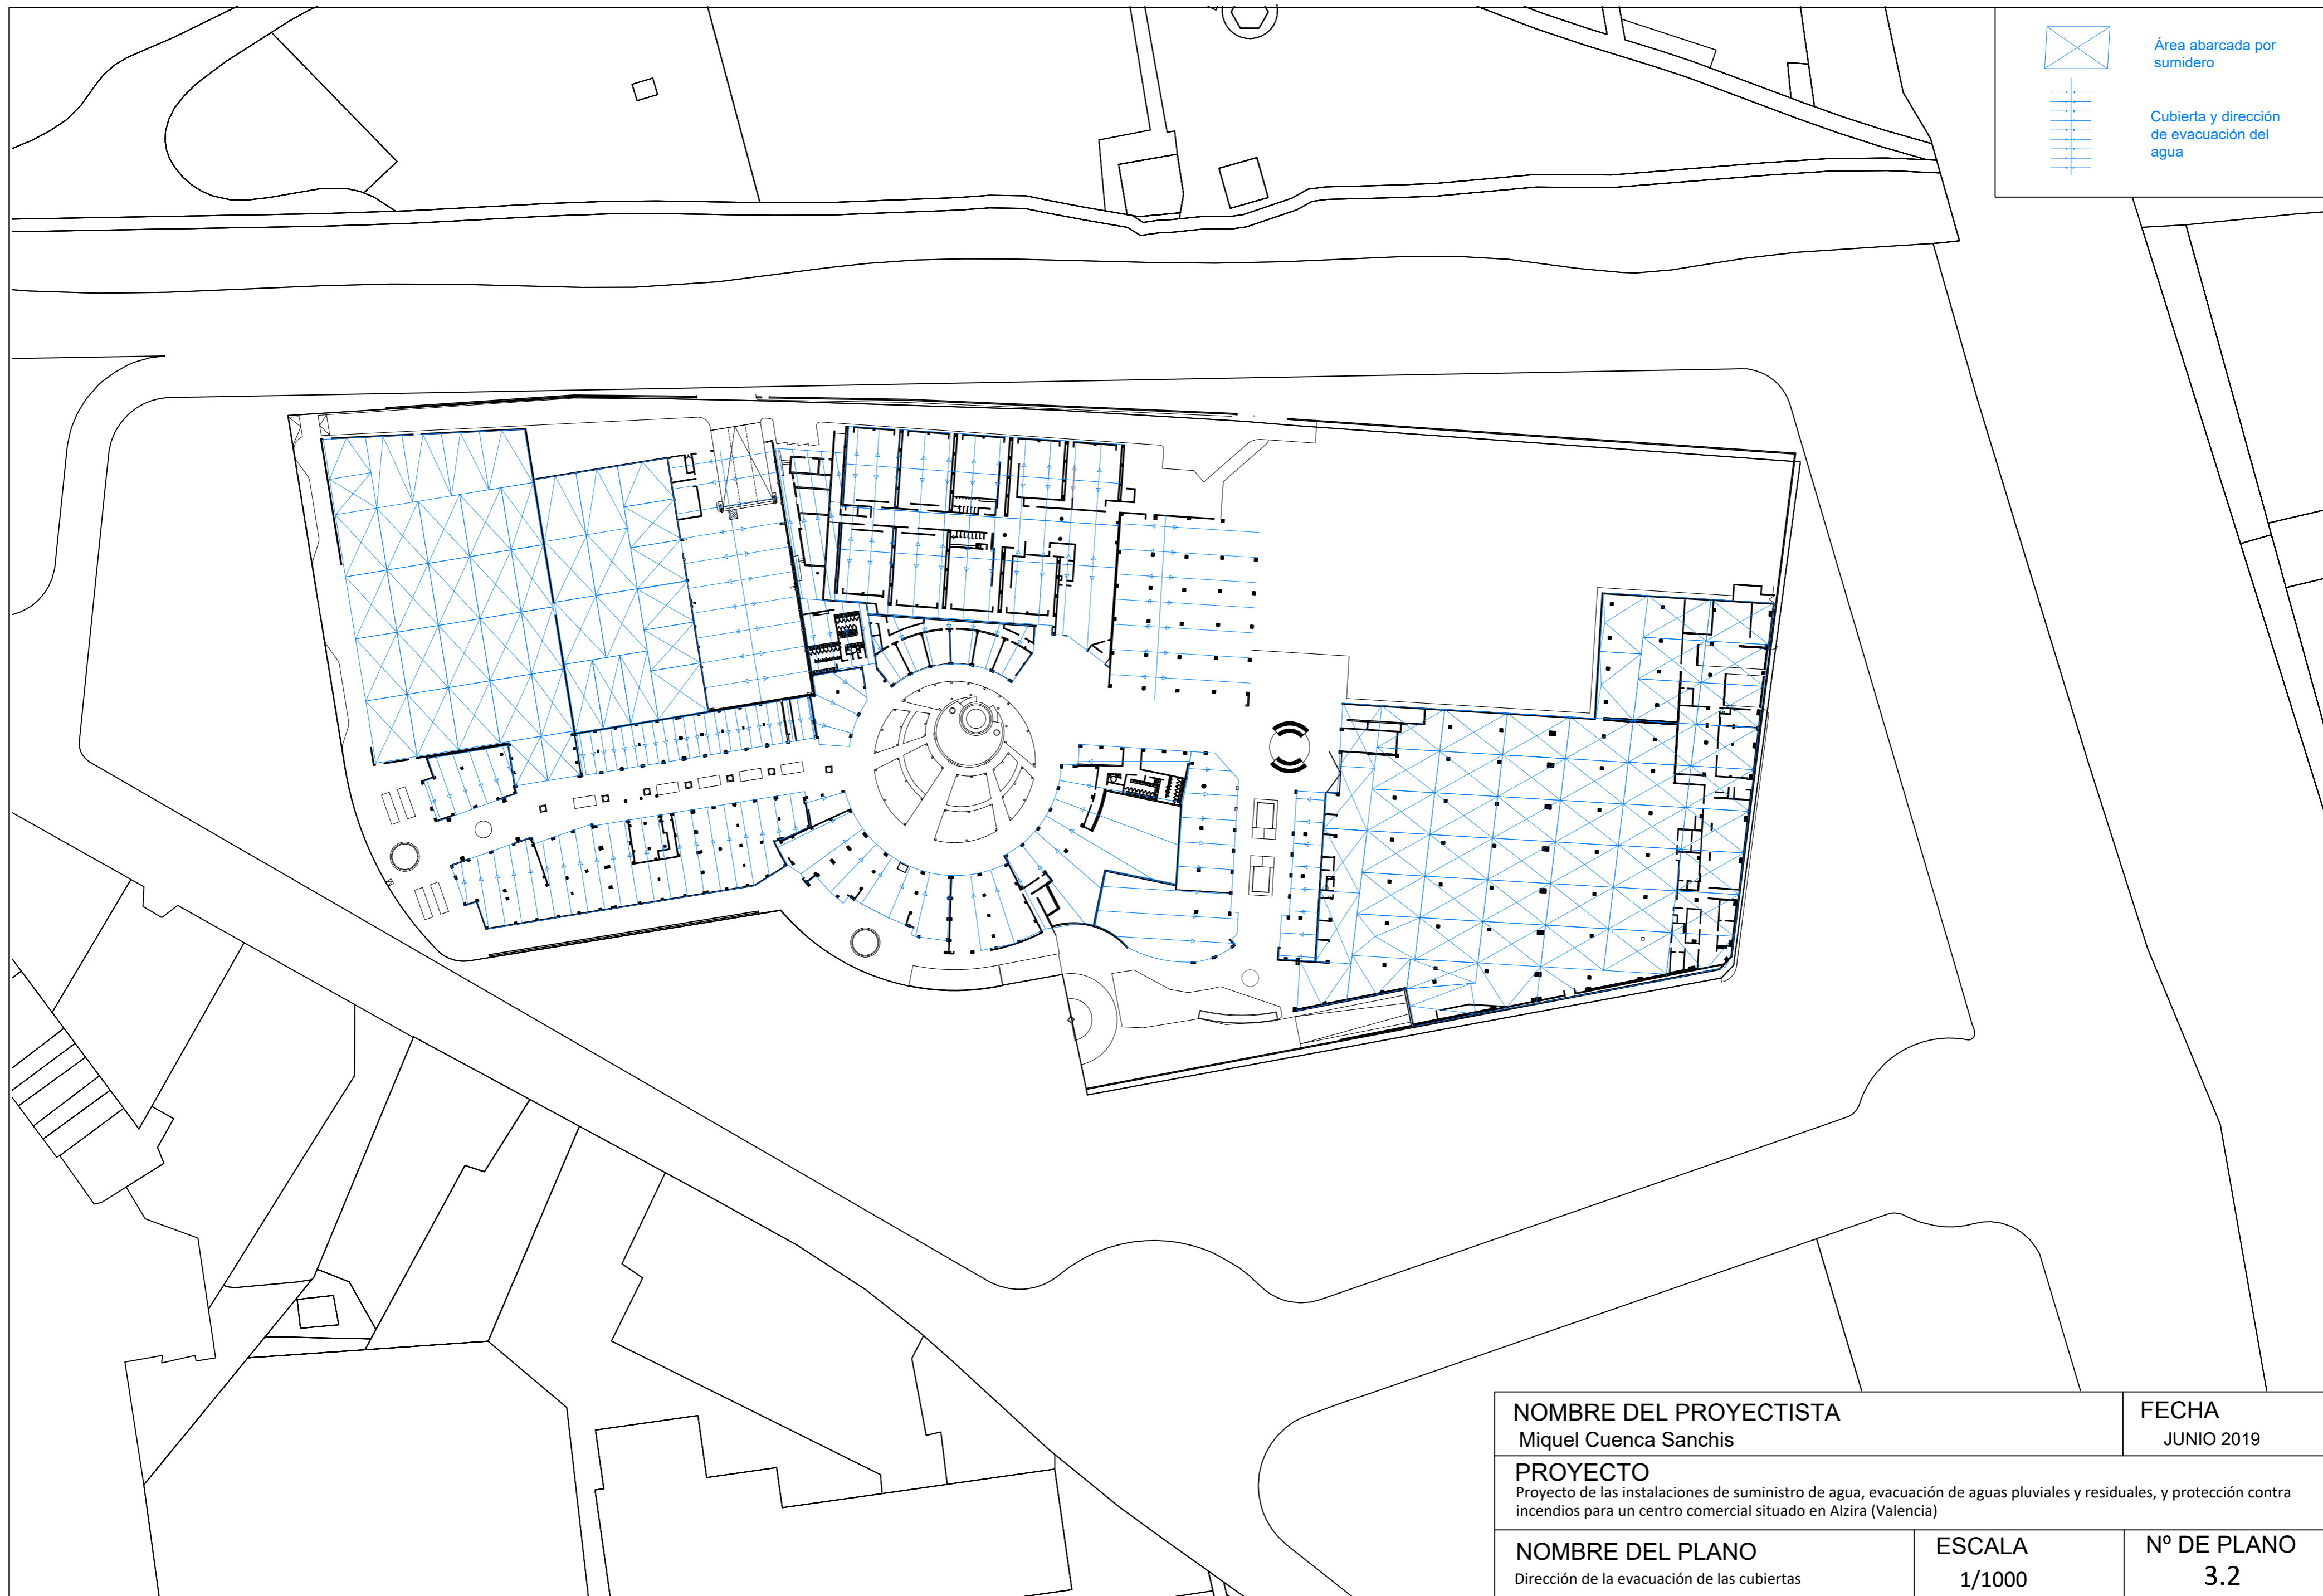 Área abarcada por
sumidero
Cubierta y dirección
de evacuación del
agua
NOMBRE DEL PROYECTISTA
Miquel Cuenca Sanchis
FECHA
JUNIO 2019
PROYECTO
Proyecto de las instalaciones de suministro de agua, evacuación de aguas pluviales y residuales, y protección contra
incendios para un centro comercial situado en Alzira (Valencia)
NOMBRE DEL PLANO
Dirección de la evacuación de las cubiertas
ESCALA
1/1000
Nº DE PLANO
3.2